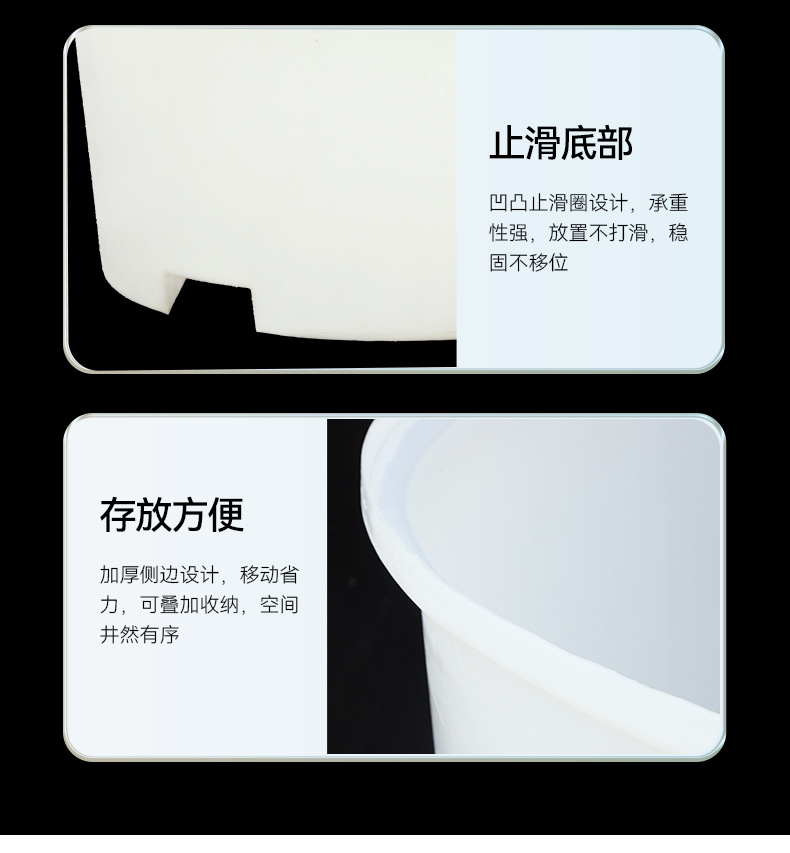 止滑底部
凹凸止滑圈设计，承重
性强，放置不打滑，稳
固不移位
存放方便
加厚侧边设计，移动省
力，可叠加收纳，空间
井然有序